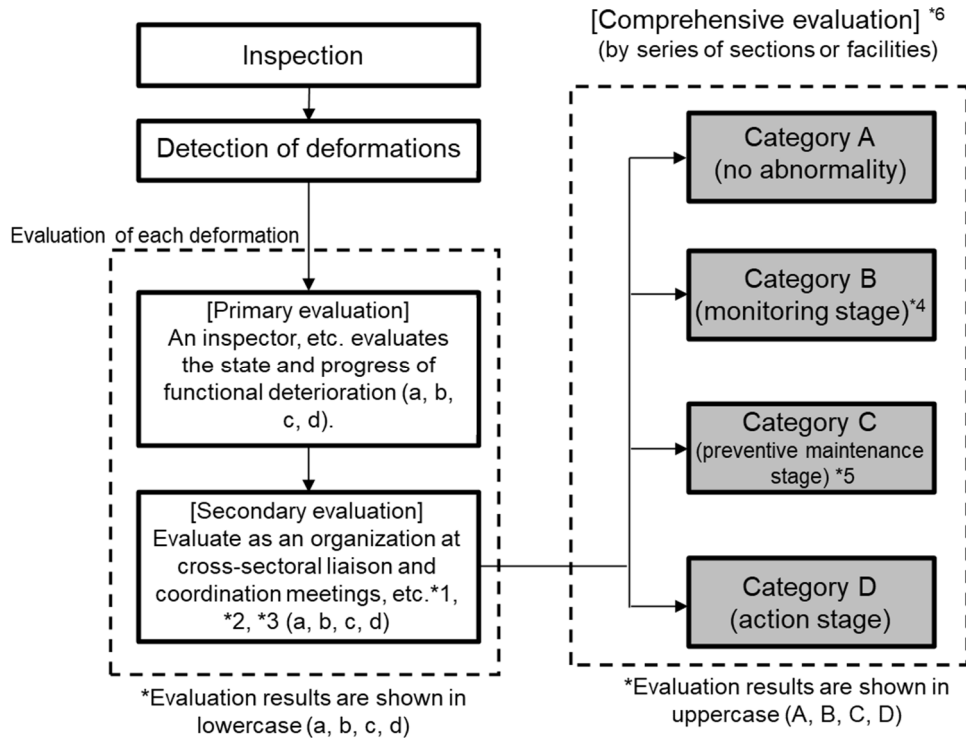 Inspection
Detection of deformations
Evaluation of each deformation
[Primary evaluation]
An inspector, etc. evaluates
the state and progress of
functional deterioration (a, b,
c, d).
[Secondary evaluation]
Evaluate as an organization at
cross-sectoral liaison and
coordination meetings, etc.*1,
*2, *3 (a, b, c, d)
*Evaluation results are shown in
lowercase (a, b, c, d)
[Comprehensive evaluation] *6
(by series of sections or facilities)
Category A
(no abnormality)
Category B
(monitoring stage)*4
Category C
(preventive maintenance
stage) *5
Category D
(action stage)
*Evaluation results are shown in
uppercase (A, B, C, D)